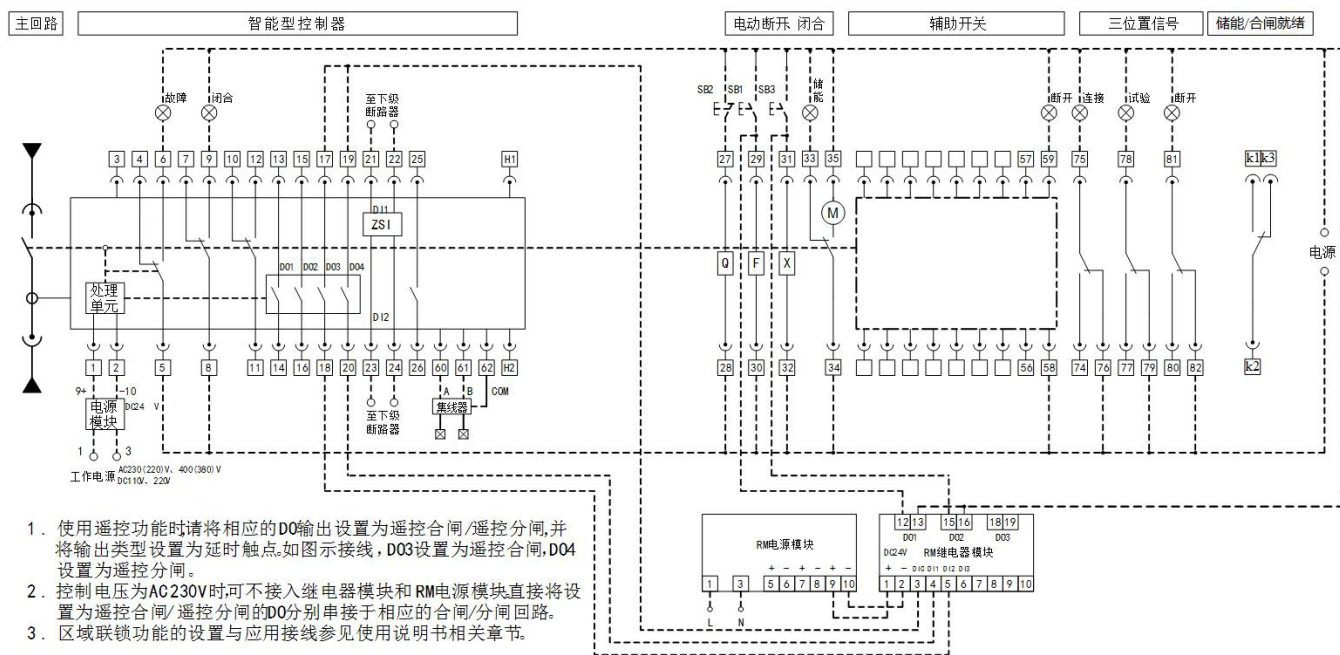 主回路 智能型控制器 电动断开 闭合 辅助开关 三位置信号 储能/合闸就绪
故障 闭合 至下级断路器 SB2 SB1 SB3 储能 断开 连接 试验 断开
3 4 6 7 9 10 12 13 15 17 19 21 22 25 H1 27 29 31 33 35 57 59 75 78 81 k1 k3
DI1
ZSI
M
Q F X
电源
DO1 DO2 DO3 DO4
处理单元
DI2
1 2 5 8 11 14 16 18 20 23 24 26 60 61 62 H2 28 30 32 34 56 58 74 76 77 79 80 82 k2
9+ -10
DC24 V
电源模块
A B COM
集线器
至下级断路器
1 3
工作电源 AC230(220)V、400(380)V
DC110V、220V
12 13 15 16 18 19
DO1 DO2 DO3
RM电源模块
DC24V RM继电器模块
+ - + - + -
+ - DI0 DI1 DI2 DI3
1 3 5 6 7 8 9 10
1 2 3 4 5 6 7 8 9 10
L N
1. 使用遥控功能时请将相应的DO输出设置为遥控合闸/遥控分闸,并
将输出类型设置为延时触点。如图示接线,DO3设置为遥控合闸,DO4
设置为遥控分闸。
2. 控制电压为AC230V时,可不接入继电器模块和RM电源模块,直接将设
置为遥控合闸/遥控分闸的DO分别串接于相应的合闸/分闸回路。
3. 区域联锁功能的设置与应用接线参见使用说明书相关章节。